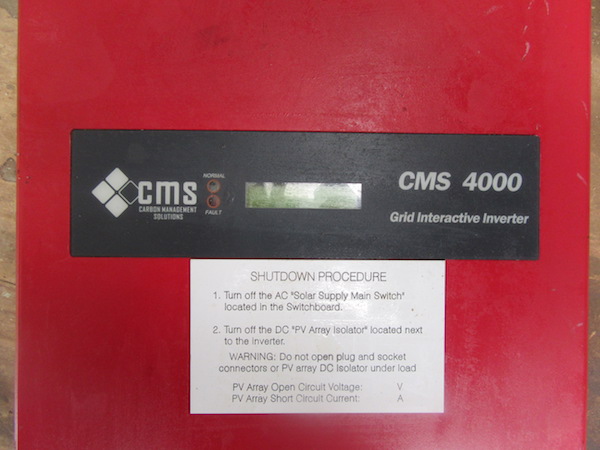 cms
CARBON MANAGEMENT
SOLUTIONS
NORMAL
FAULT
CMS 4000
Grid Interactive Inverter
SHUTDOWN PROCEDURE
1. Turn off the AC "Solar Supply Main Switch"
located in the Switchboard.
2. Turn off the DC "PV Array Isolator" located next
to the Inverter.
WARNING: Do not open plug and socket
connectors or PV array DC Isolator under load
PV Array Open Circuit Voltage: V
PV Array Short Circuit Current: A